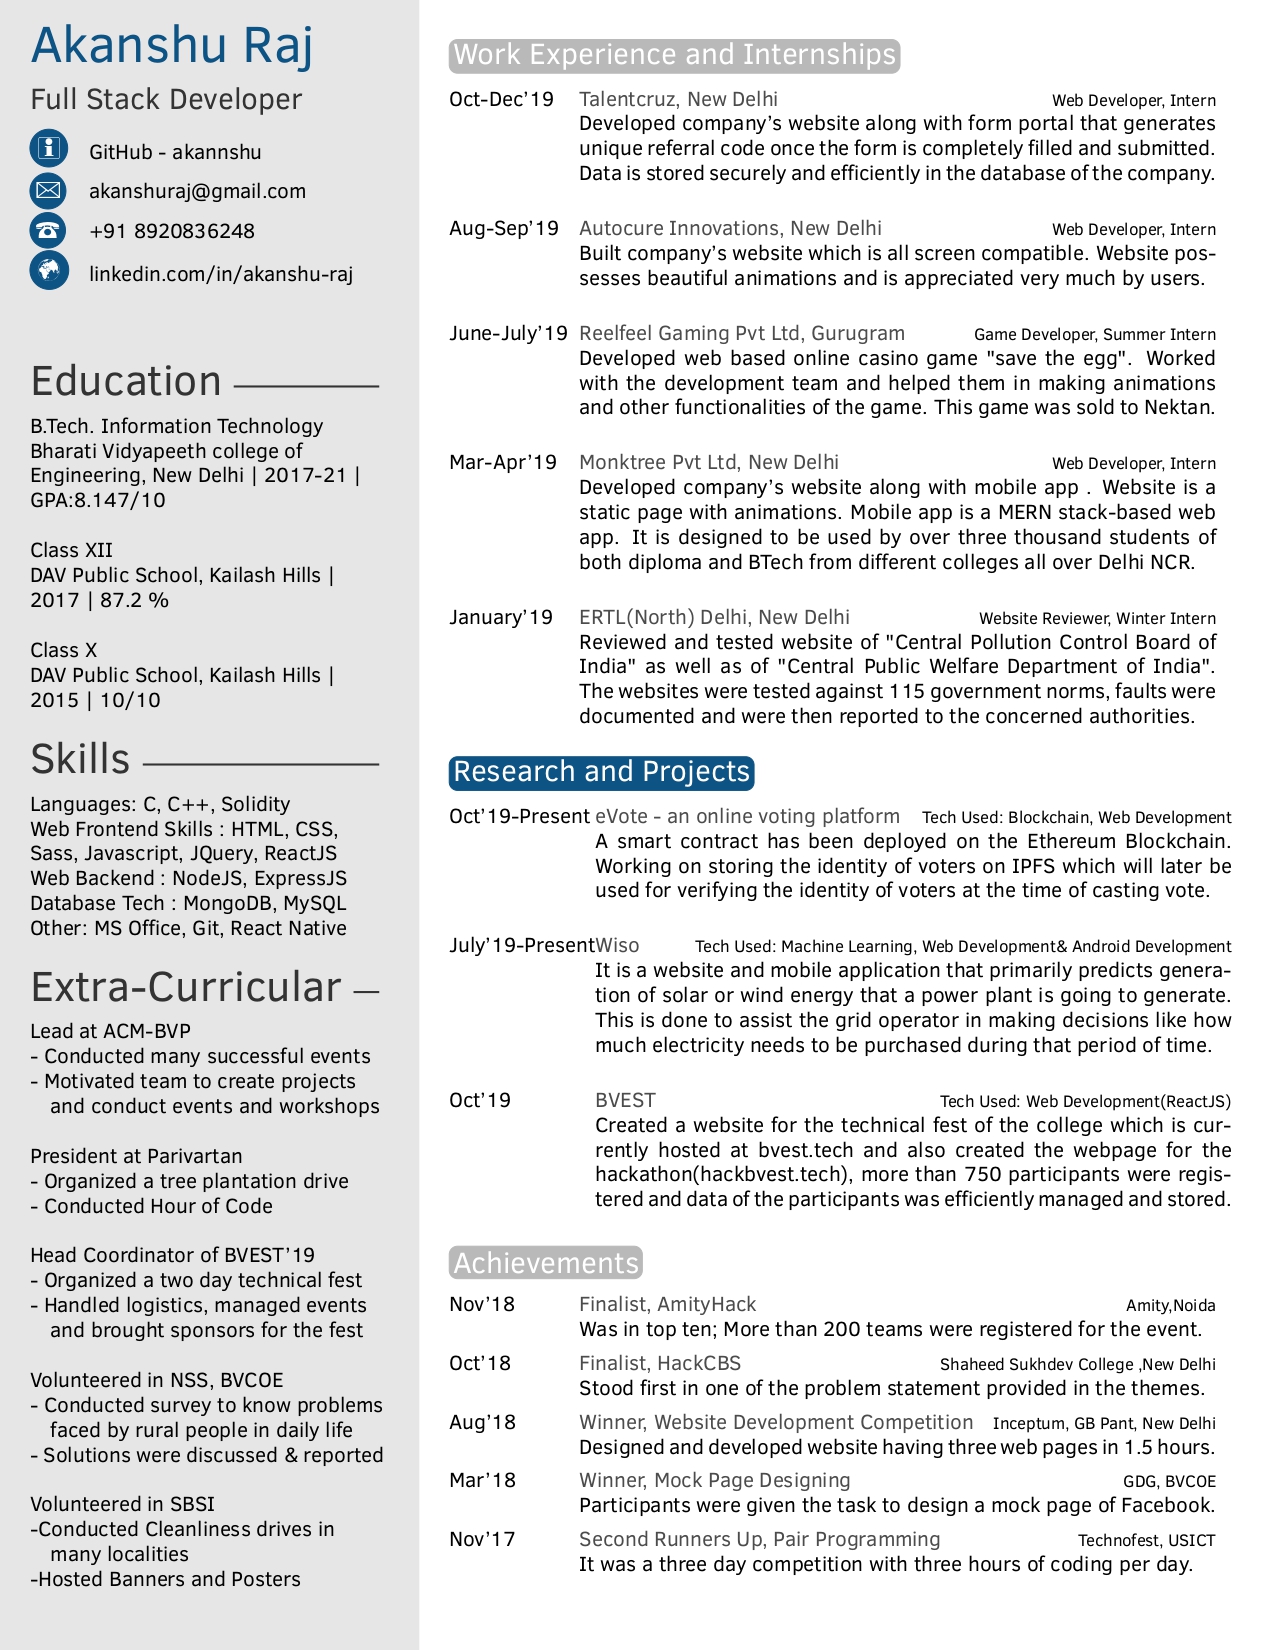 Akanshu Raj
Full Stack Developer
GitHub - akannshu
akanshuraj@gmail.com
+91 8920836248
linkedin.com/in/akanshu-raj
Education
B.Tech. Information Technology
Bharati Vidyapeeth college of
Engineering, New Delhi | 2017-21 |
GPA:8.147/10
Class XII
DAV Public School, Kailash Hills |
2017 | 87.2 %
Class X
DAV Public School, Kailash Hills |
2015 | 10/10
Skills
Languages: C, C++, Solidity
Web Frontend Skills : HTML, CSS,
Sass, Javascript, JQuery, ReactJS
Web Backend : NodeJS, ExpressJS
Database Tech : MongoDB, MySQL
Other: MS Office, Git, React Native
Extra-Curricular
Lead at ACM-BVP
- Conducted many successful events
- Motivated team to create projects
and conduct events and workshops
President at Parivartan
- Organized a tree plantation drive
- Conducted Hour of Code
Head Coordinator of BVEST’19
- Organized a two day technical fest
- Handled logistics, managed events
and brought sponsors for the fest
Volunteered in NSS, BVCOE
- Conducted survey to know problems
faced by rural people in daily life
- Solutions were discussed & reported
Volunteered in SBSI
-Conducted Cleanliness drives in
many localities
-Hosted Banners and Posters
Work Experience and Internships
Oct-Dec’19 Talentcruz, New Delhi Web Developer, Intern
Developed company’s website along with form portal that generates
unique referral code once the form is completely filled and submitted.
Data is stored securely and efficiently in the database of the company.
Aug-Sep’19 Autocure Innovations, New Delhi Web Developer, Intern
Built company’s website which is all screen compatible. Website pos-
sesses beautiful animations and is appreciated very much by users.
June-July’19 Reelfeel Gaming Pvt Ltd, Gurugram Game Developer, Summer Intern
Developed web based online casino game "save the egg". Worked
with the development team and helped them in making animations
and other functionalities of the game. This game was sold to Nektan.
Mar-Apr’19 Monktree Pvt Ltd, New Delhi Web Developer, Intern
Developed company’s website along with mobile app . Website is a
static page with animations. Mobile app is a MERN stack-based web
app. It is designed to be used by over three thousand students of
both diploma and BTech from different colleges all over Delhi NCR.
January’19 ERTL(North) Delhi, New Delhi Website Reviewer, Winter Intern
Reviewed and tested website of "Central Pollution Control Board of
India" as well as of "Central Public Welfare Department of India".
The websites were tested against 115 government norms, faults were
documented and were then reported to the concerned authorities.
Research and Projects
Oct’19-Present eVote - an online voting platform Tech Used: Blockchain, Web Development
A smart contract has been deployed on the Ethereum Blockchain.
Working on storing the identity of voters on IPFS which will later be
used for verifying the identity of voters at the time of casting vote.
July’19-Present Wiso Tech Used: Machine Learning, Web Development& Android Development
It is a website and mobile application that primarily predicts genera-
tion of solar or wind energy that a power plant is going to generate.
This is done to assist the grid operator in making decisions like how
much electricity needs to be purchased during that period of time.
Oct’19 BVEST Tech Used: Web Development(ReactJS)
Created a website for the technical fest of the college which is cur-
rently hosted at bvest.tech and also created the webpage for the
hackathon(hackbvest.tech), more than 750 participants were regis-
tered and data of the participants was efficiently managed and stored.
Achievements
Nov’18 Finalist, AmityHack Amity,Noida
Was in top ten; More than 200 teams were registered for the event.
Oct’18 Finalist, HackCBS Shaheed Sukhdev College ,New Delhi
Stood first in one of the problem statement provided in the themes.
Aug’18 Winner, Website Development Competition Inceptum, GB Pant, New Delhi
Designed and developed website having three web pages in 1.5 hours.
Mar’18 Winner, Mock Page Designing GDG, BVCOE
Participants were given the task to design a mock page of Facebook.
Nov’17 Second Runners Up, Pair Programming Technofest, USICT
It was a three day competition with three hours of coding per day.